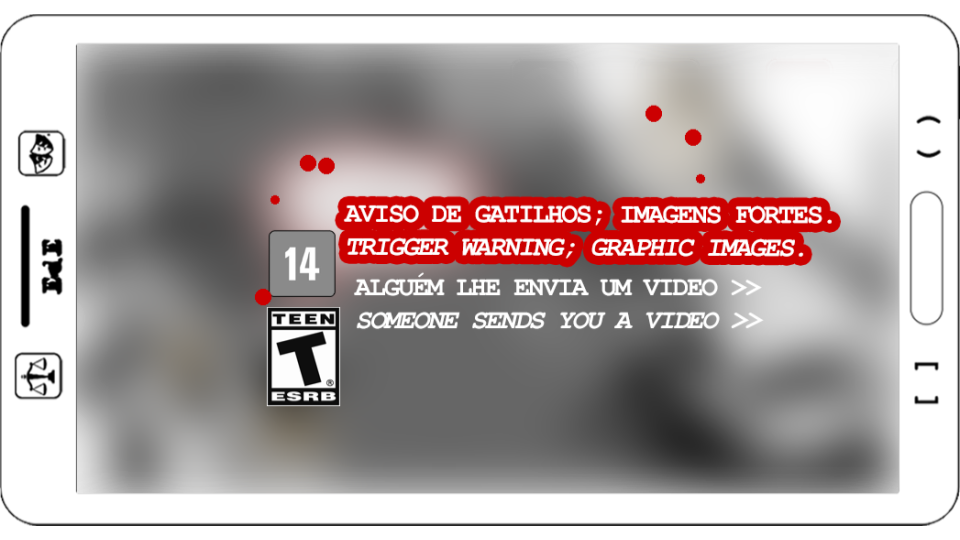 AVISO DE GATILHOS; IMAGENS FORTES.
TRIGGER WARNING; GRAPHIC IMAGES.
14
ALGUÉM LHE ENVIA UM VIDEO >>
SOMEONE SENDS YOU A VIDEO >>
TEEN
T®
ESRB
EdE
( )
[ ]